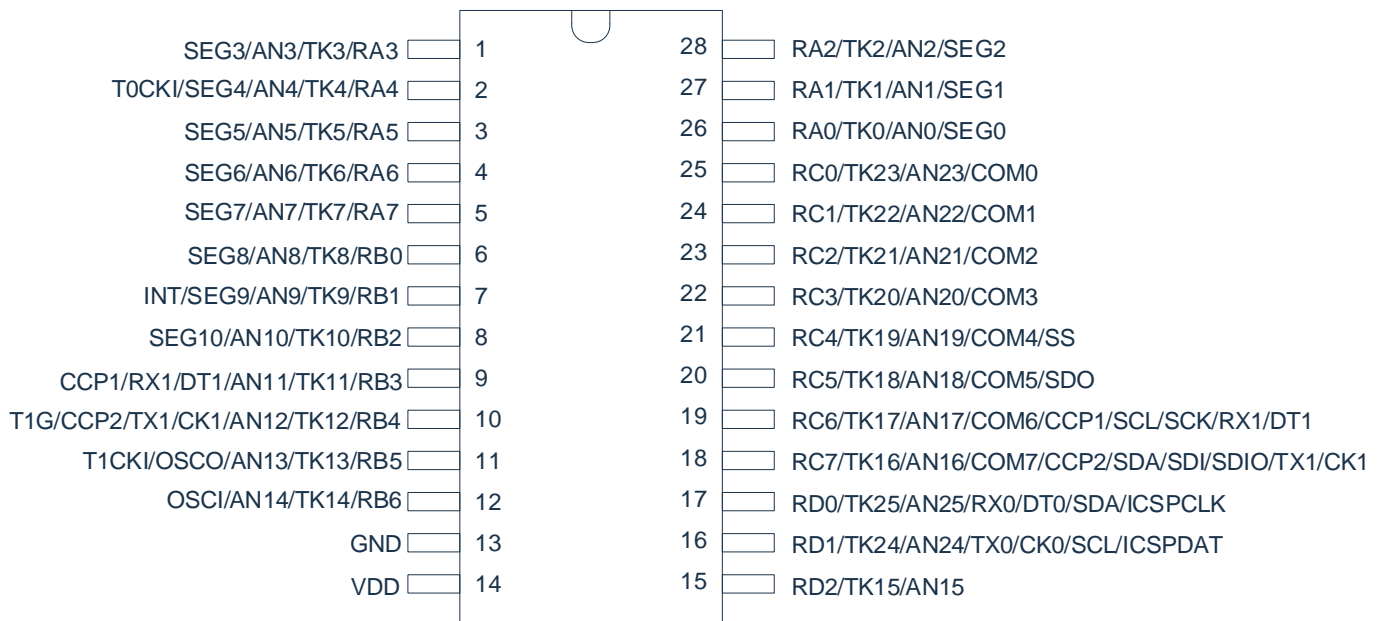 SEG3/AN3/TK3/RA3 1 28 RA2/TK2/AN2/SEG2
T0CKI/SEG4/AN4/TK4/RA4 2 27 RA1/TK1/AN1/SEG1
SEG5/AN5/TK5/RA5 3 26 RA0/TK0/AN0/SEG0
SEG6/AN6/TK6/RA6 4 25 RC0/TK23/AN23/COM0
SEG7/AN7/TK7/RA7 5 24 RC1/TK22/AN22/COM1
SEG8/AN8/TK8/RB0 6 23 RC2/TK21/AN21/COM2
INT/SEG9/AN9/TK9/RB1 7 22 RC3/TK20/AN20/COM3
SEG10/AN10/TK10/RB2 8 21 RC4/TK19/AN19/COM4/SS
CCP1/RX1/DT1/AN11/TK11/RB3 9 20 RC5/TK18/AN18/COM5/SDO
T1G/CCP2/TX1/CK1/AN12/TK12/RB4 10 19 RC6/TK17/AN17/COM6/CCP1/SCL/SCK/RX1/DT1
T1CKI/OSCO/AN13/TK13/RB5 11 18 RC7/TK16/AN16/COM7/CCP2/SDA/SDI/SDIO/TX1/CK1
OSCI/AN14/TK14/RB6 12 17 RD0/TK25/AN25/RX0/DT0/SDA/ICSPCLK
GND 13 16 RD1/TK24/AN24/TX0/CK0/SCL/ICSPDAT
VDD 14 15 RD2/TK15/AN15